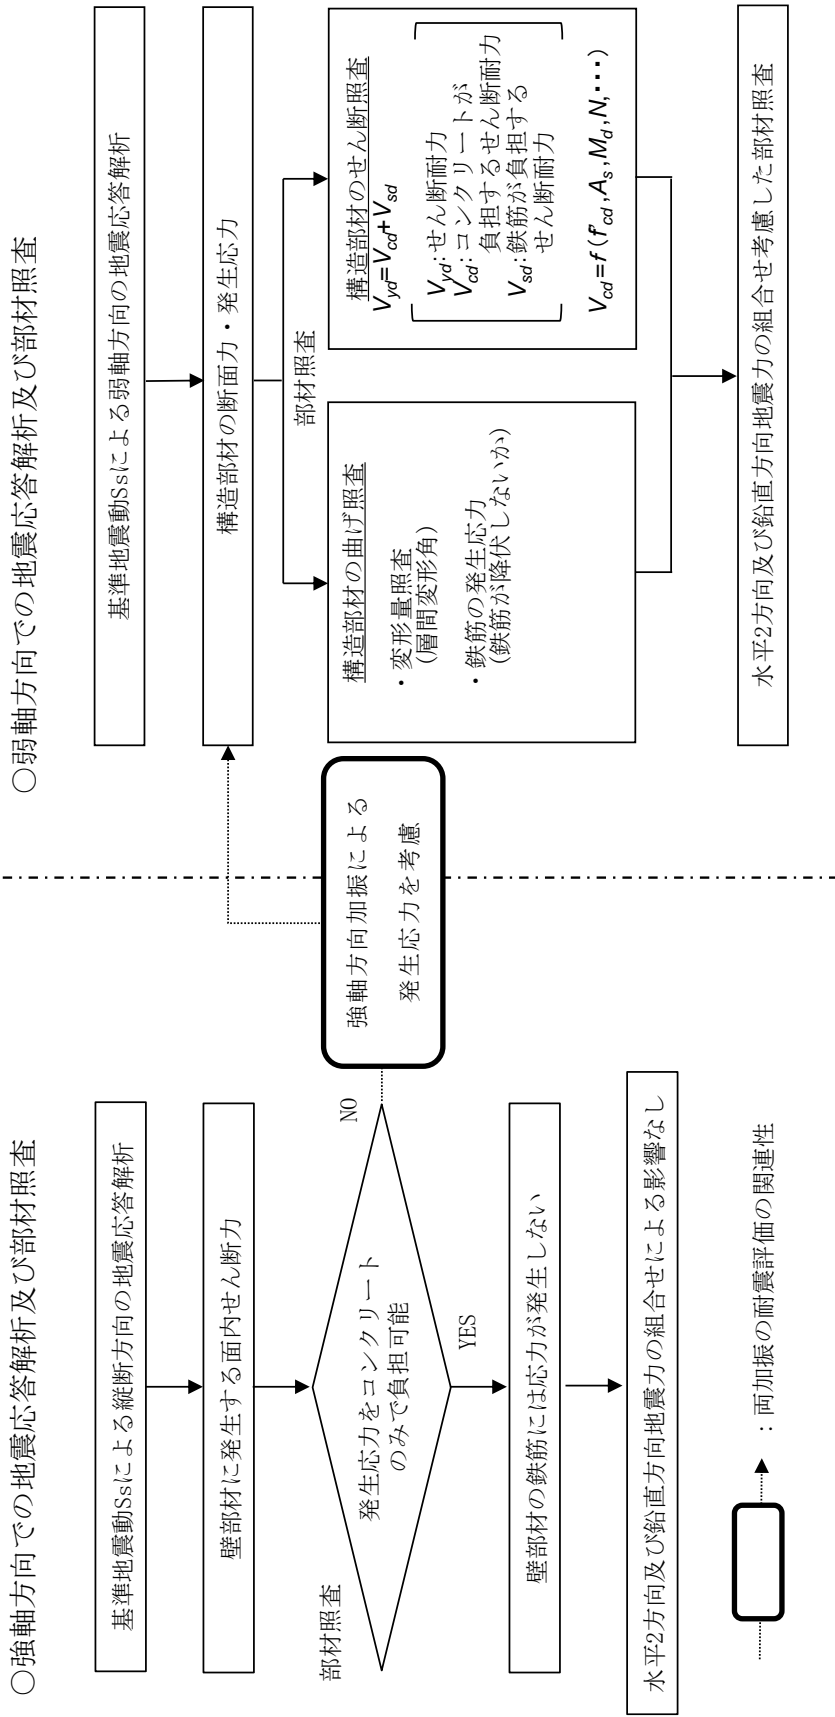 ○強軸方向での地震応答解析及び部材照査
基準地震動Ssによる縦断方向の地震応答解析
壁部材に発生する面内せん断力
部材照査
発生応力をコンクリート
のみで負担可能
NO
YES
壁部材の鉄筋には応力が発生しない
水平2方向及び鉛直方向地震力の組合せによる影響なし
:両加振の耐震評価の関連性
強軸方向加振による
発生応力を考慮
○弱軸方向での地震応答解析及び部材照査
基準地震動Ssによる弱軸方向の地震応答解析
構造部材の断面力・発生応力
部材照査
構造部材の曲げ照査
・変形量照査
(層間変形角)
・鉄筋の発生応力
(鉄筋が降伏しないか)
構造部材のせん断照査
Vyd=Vcd+Vsd
Vyd:せん断耐力
Vcd:コンクリートが
負担するせん断耐力
Vsd:鉄筋が負担する
せん断耐力
Vcd=f(f'cd,As,Md,N,・・・)
水平2方向及び鉛直方向地震力の組合せ考慮した部材照査